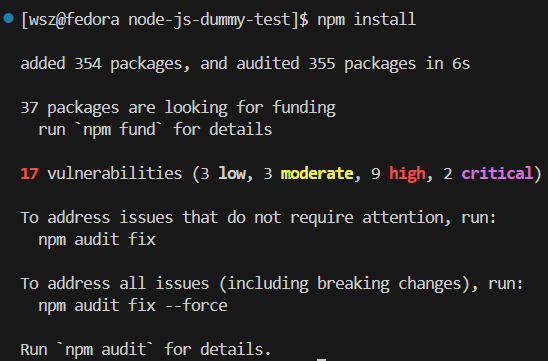 [wsz@fedora node-js-dummy-test]$ npm install
added 354 packages, and audited 355 packages in 6s
37 packages are looking for funding
  run `npm fund` for details
17 vulnerabilities (3 low, 3 moderate, 9 high, 2 critical)
To address issues that do not require attention, run:
  npm audit fix
To address all issues (including breaking changes), run:
  npm audit fix --force
Run `npm audit` for details.